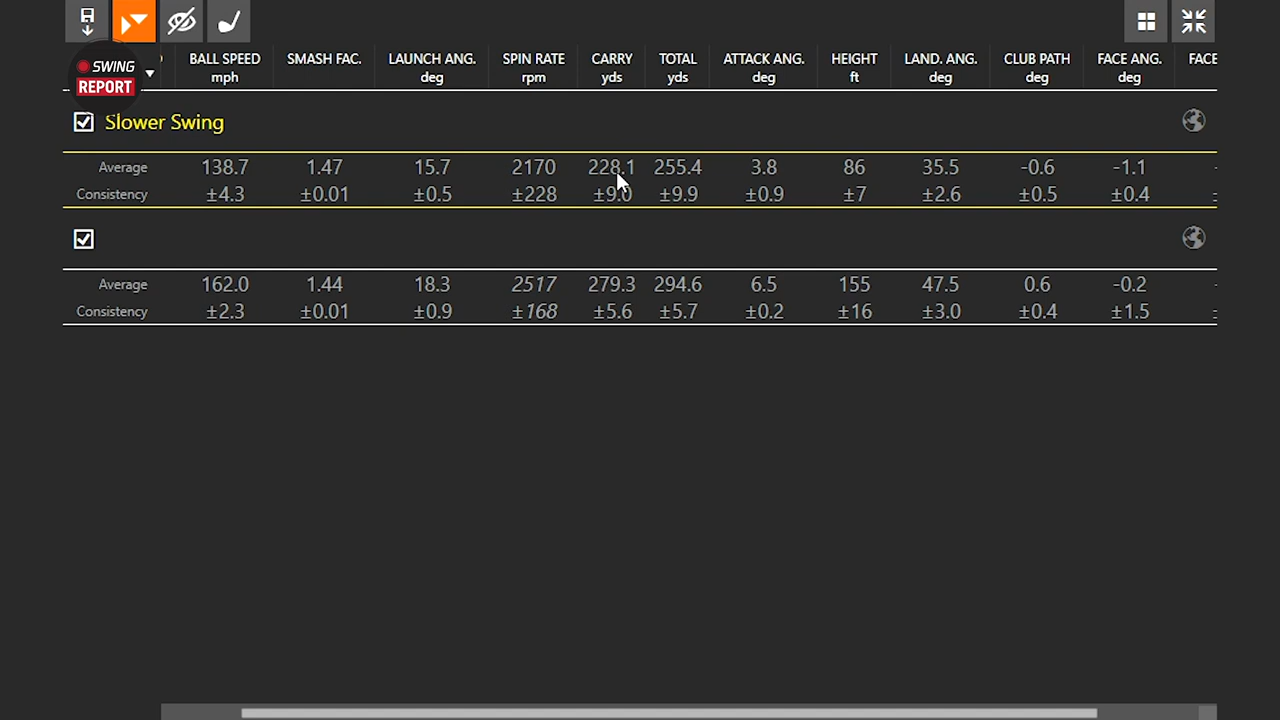 SWING
REPORT
BALL SPEED SMASH FAC. LAUNCH ANG. SPIN RATE CARRY TOTAL ATTACK ANG. HEIGHT LAND. ANG. CLUB PATH FACE ANG. FACE
mph deg rpm yds yds deg ft deg deg deg
Slower Swing
Average 138.7 1.47 15.7 2170 228.1 255.4 3.8 86 35.5 -0.6 -1.1
Consistency ±4.3 ±0.01 ±0.5 ±228 ±9.0 ±9.9 ±0.9 ±7 ±2.6 ±0.5 ±0.4
Average 162.0 1.44 18.3 2517 279.3 294.6 6.5 155 47.5 0.6 -0.2
Consistency ±2.3 ±0.01 ±0.9 ±168 ±5.6 ±5.7 ±0.2 ±16 ±3.0 ±0.4 ±1.5